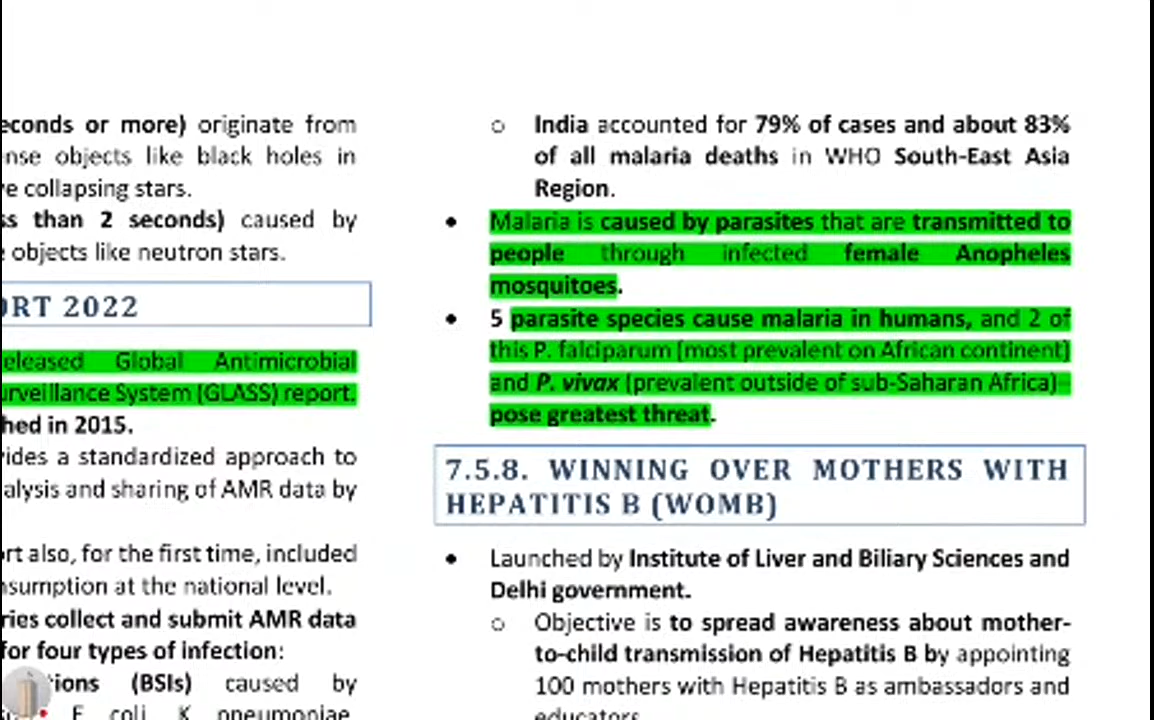 econds or more) originate from
nse objects like black holes in
e collapsing stars.
ss than 2 seconds) caused by
objects like neutron stars.
ORT 2022
eleased Global Antimicrobial
urveillance System (GLASS) report.
hed in 2015.
ides a standardized approach to
alysis and sharing of AMR data by
rt also, for the first time, included
nsumption at the national level.
ries collect and submit AMR data
for four types of infection:
tions (BSIs) caused by
E coli K pneumoniae
o India accounted for 79% of cases and about 83%
of all malaria deaths in WHO South-East Asia
Region.
• Malaria is caused by parasites that are transmitted to
people through infected female Anopheles
mosquitoes.
• 5 parasite species cause malaria in humans, and 2 of
this P. falciparum (most prevalent on African continent)
and P. vivax (prevalent outside of sub-Saharan Africa)–
pose greatest threat.
7.5.8. WINNING OVER MOTHERS WITH
HEPATITIS B (WOMB)
• Launched by Institute of Liver and Biliary Sciences and
Delhi government.
o Objective is to spread awareness about mother-
to-child transmission of Hepatitis B by appointing
100 mothers with Hepatitis B as ambassadors and
educators